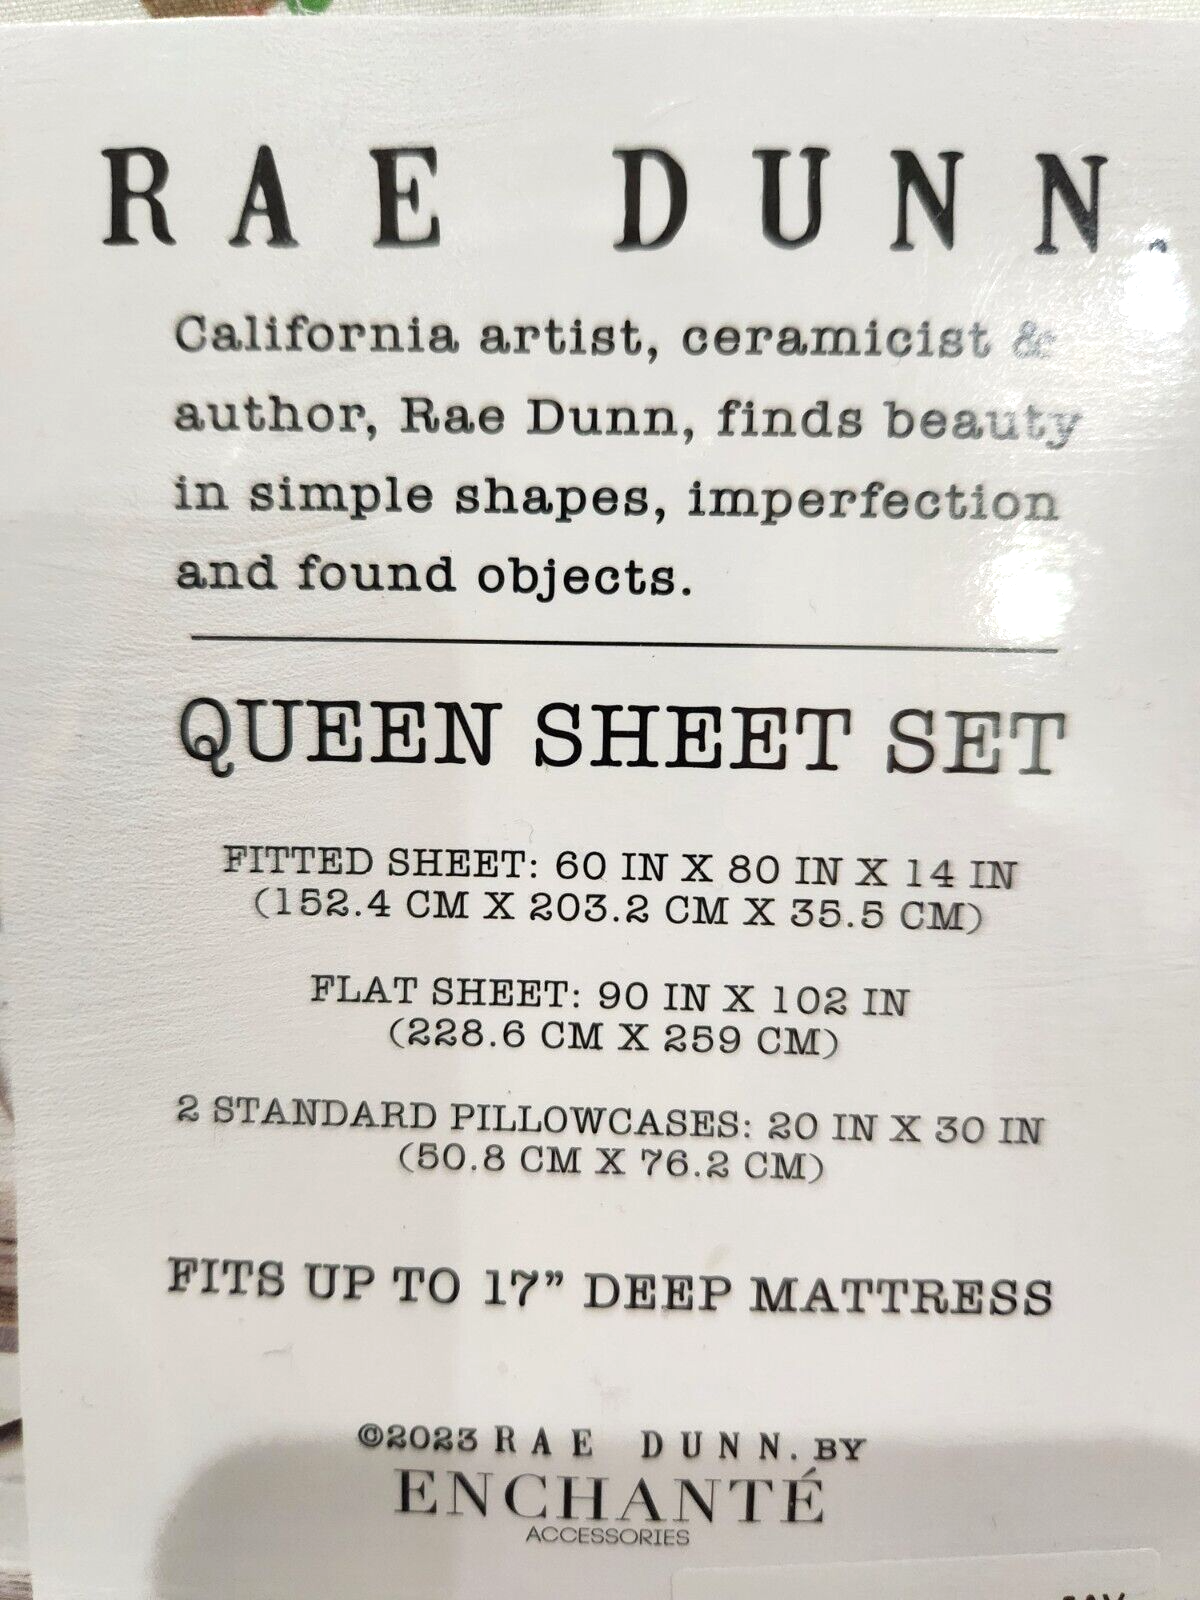 RAE DUNN.
California artist, ceramicist &
author, Rae Dunn, finds beauty
in simple shapes, imperfection
and found objects.
QUEEN SHEET SET
FITTED SHEET: 60 IN X 80 IN X 14 IN
(152.4 CM X 203.2 CM X 35.5 CM)
FLAT SHEET: 90 IN X 102 IN
(228.6 CM X 259 CM)
2 STANDARD PILLOWCASES: 20 IN X 30 IN
(50.8 CM X 76.2 CM)
FITS UP TO 17” DEEP MATTRESS
©2023 RAE DUNN. BY
ENCHANTÉ
ACCESSORIES